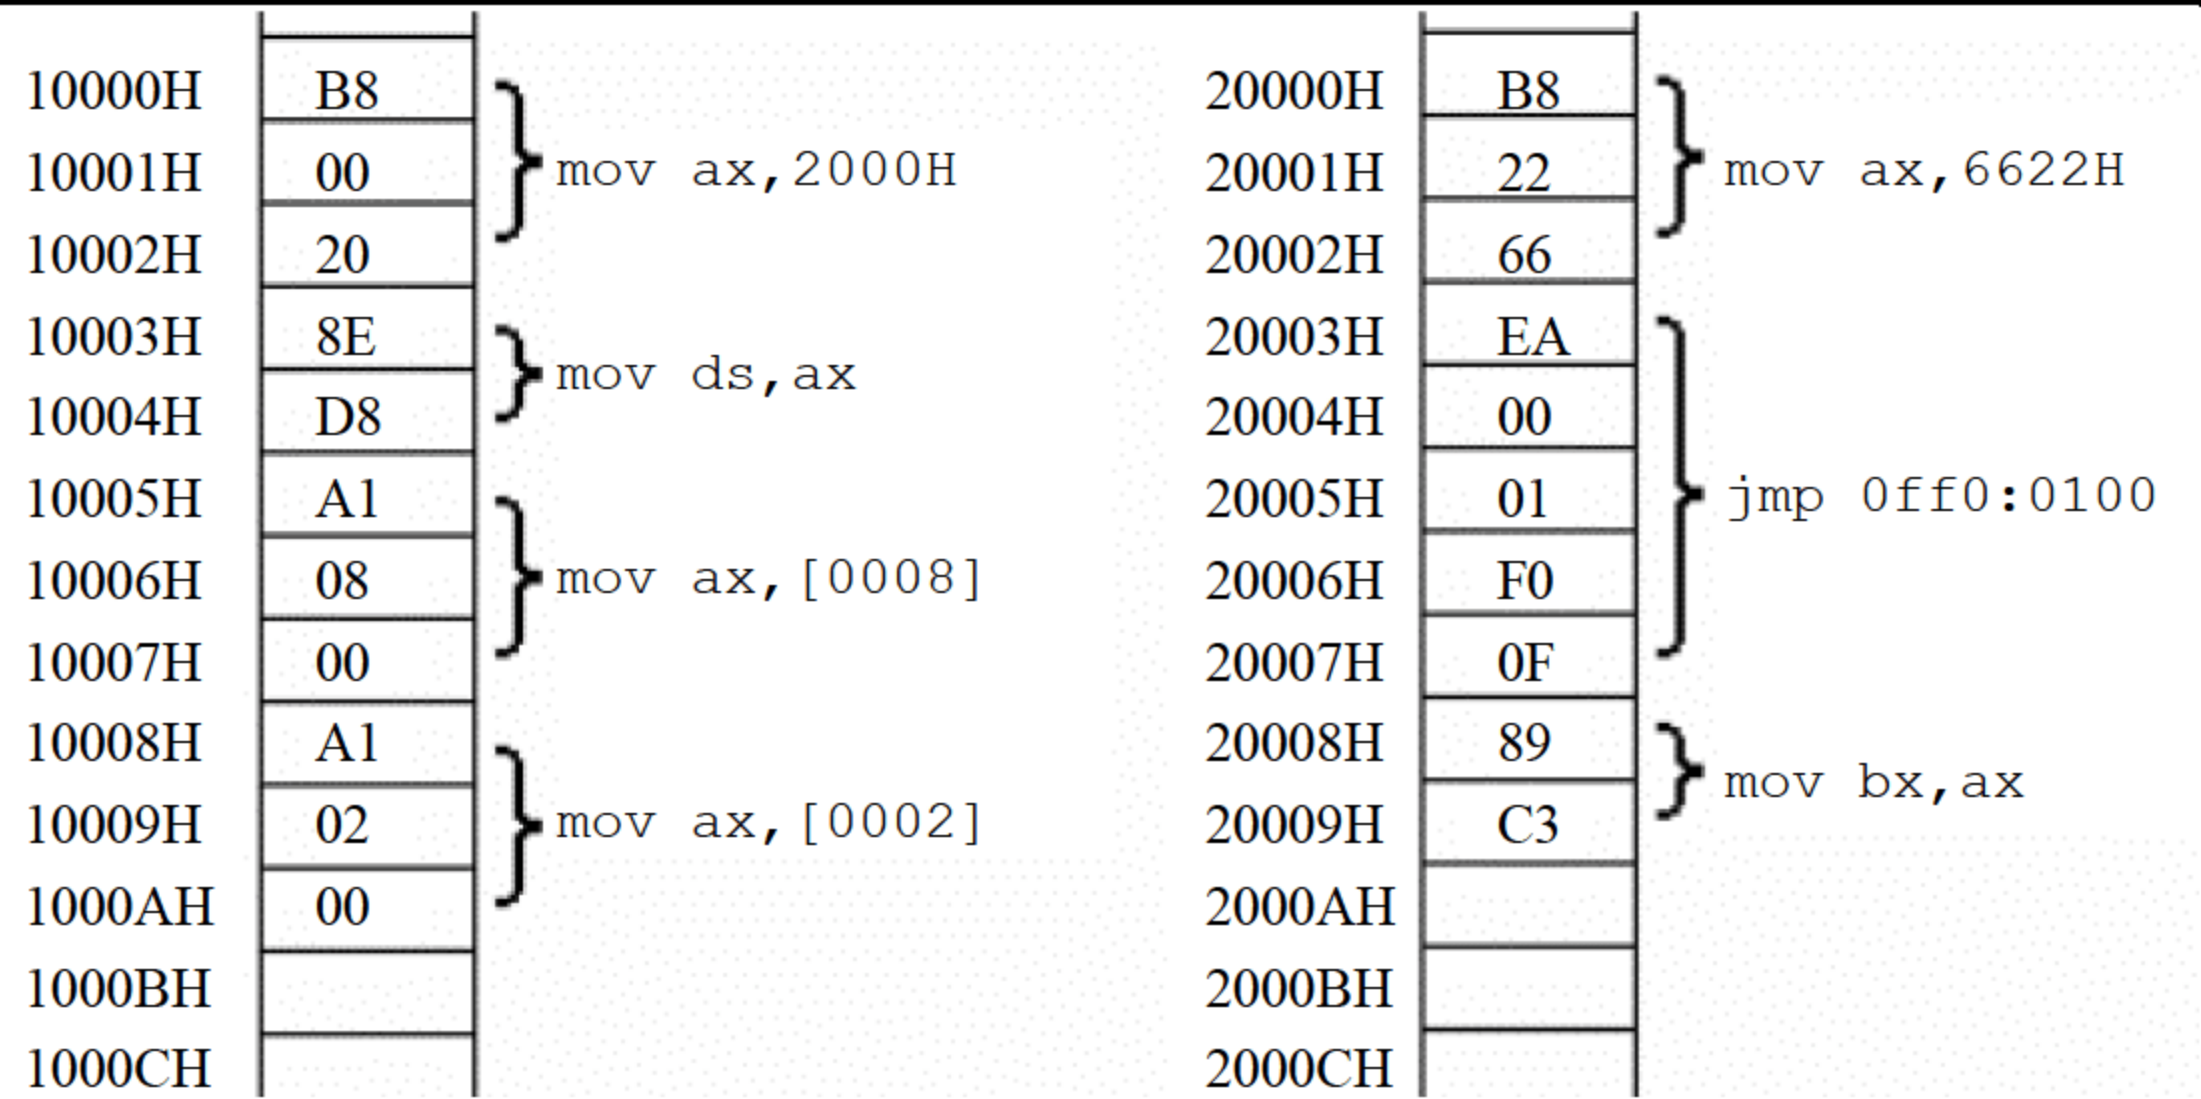 10000H B8
10001H 00 mov ax,2000H
10002H 20
10003H 8E
mov ds,ax
10004H D8
10005H A1
10006H 08 mov ax,[0008]
10007H 00
10008H A1
10009H 02 mov ax,[0002]
1000AH 00
1000BH
1000CH
20000H B8
20001H 22 mov ax,6622H
20002H 66
20003H EA
20004H 00
20005H 01 jmp 0ff0:0100
20006H F0
20007H 0F
20008H 89
mov bx,ax
20009H C3
2000AH
2000BH
2000CH